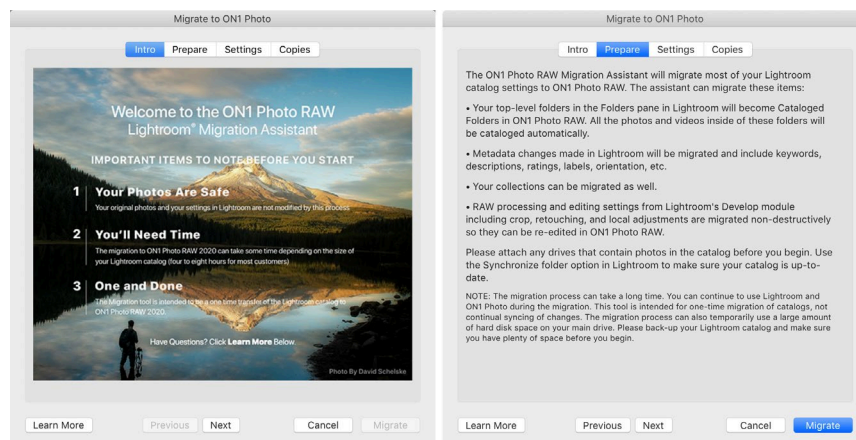 Migrate to ON1 Photo
Intro Prepare Settings Copies
Welcome to the ON1 Photo RAW
Lightroom® Migration Assistant
IMPORTANT ITEMS TO NOTE BEFORE YOU START
1 Your Photos Are Safe
Your original photos and your settings in Lightroom are not modified by this process
2 You'll Need Time
The migration to ON1 Photo RAW 2020 can take some time depending on the size of
your Lightroom catalog (four to eight hours for most customers)
3 One and Done
The Migration tool is intended to be a one time transfer of the Lightroom catalog to
ON1 Photo RAW 2020.
Have Questions? Click Learn More Below.
Photo By David Schelske
Learn More Previous Next Cancel Migrate
Migrate to ON1 Photo
Intro Prepare Settings Copies
The ON1 Photo RAW Migration Assistant will migrate most of your Lightroom
catalog settings to ON1 Photo RAW. The assistant can migrate these items:
• Your top-level folders in the Folders pane in Lightroom will become Cataloged
Folders in ON1 Photo RAW. All the photos and videos inside of these folders will
be cataloged automatically.
• Metadata changes made in Lightroom will be migrated and include keywords,
descriptions, ratings, labels, orientation, etc.
• Your collections can be migrated as well.
• RAW processing and editing settings from Lightroom's Develop module
including crop, retouching, and local adjustments are migrated non-destructively
so they can be re-edited in ON1 Photo RAW.
Please attach any drives that contain photos in the catalog before you begin. Use
the Synchronize folder option in Lightroom to make sure your catalog is up-to-
date.
NOTE: The migration process can take a long time. You can continue to use Lightroom and
ON1 Photo during the migration. This tool is intended for one-time migration of catalogs, not
continual syncing of changes. The migration process can also temporarily use a large amount
of hard disk space on your main drive. Please back-up your Lightroom catalog and make sure
you have plenty of space before you begin.
Learn More Previous Next Cancel Migrate